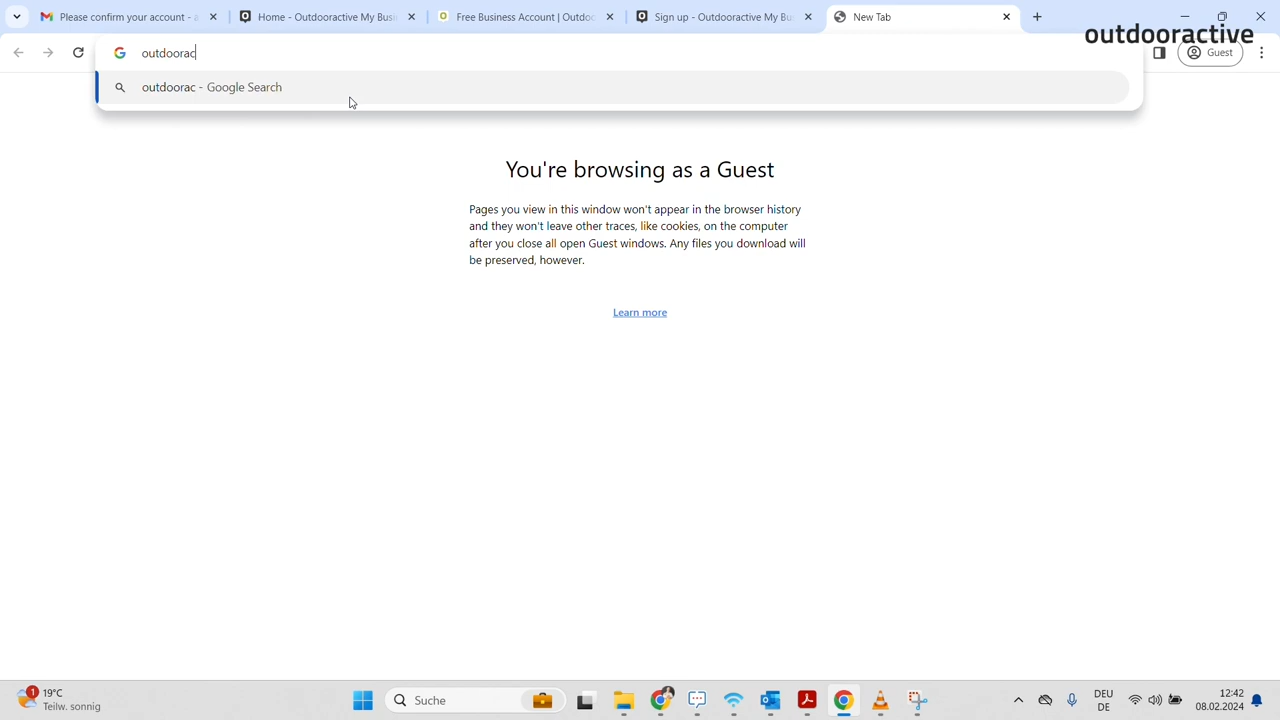 Please confirm your account - a
Home - Outdooractive My Busi
Free Business Account | Outdoo
Sign up - Outdooractive My Bu
New Tab
outdooractive
outdoorac
Guest
outdoorac - Google Search
You're browsing as a Guest
Pages you view in this window won't appear in the browser history
and they won't leave other traces, like cookies, on the computer
after you close all open Guest windows. Any files you download will
be preserved, however.
Learn more
1
19°C
Teilw. sonnig
Suche
DEU
DE
12:42
08.02.2024